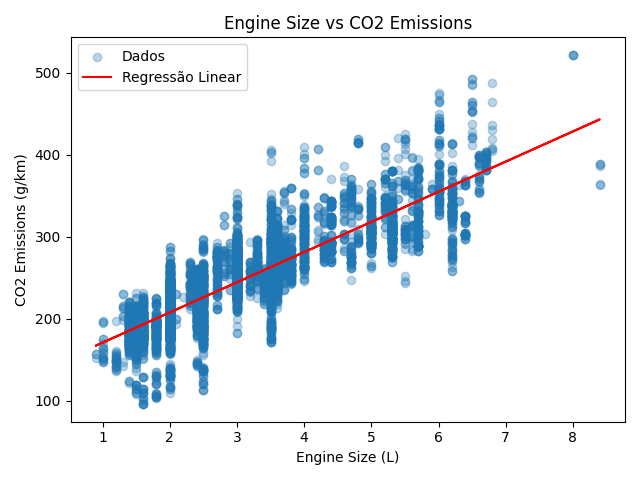 Engine Size vs CO2 Emissions
Dados
Regressão Linear
CO2 Emissions (g/km)
500
400
300
200
100
1 2 3 4 5 6 7 8
Engine Size (L)